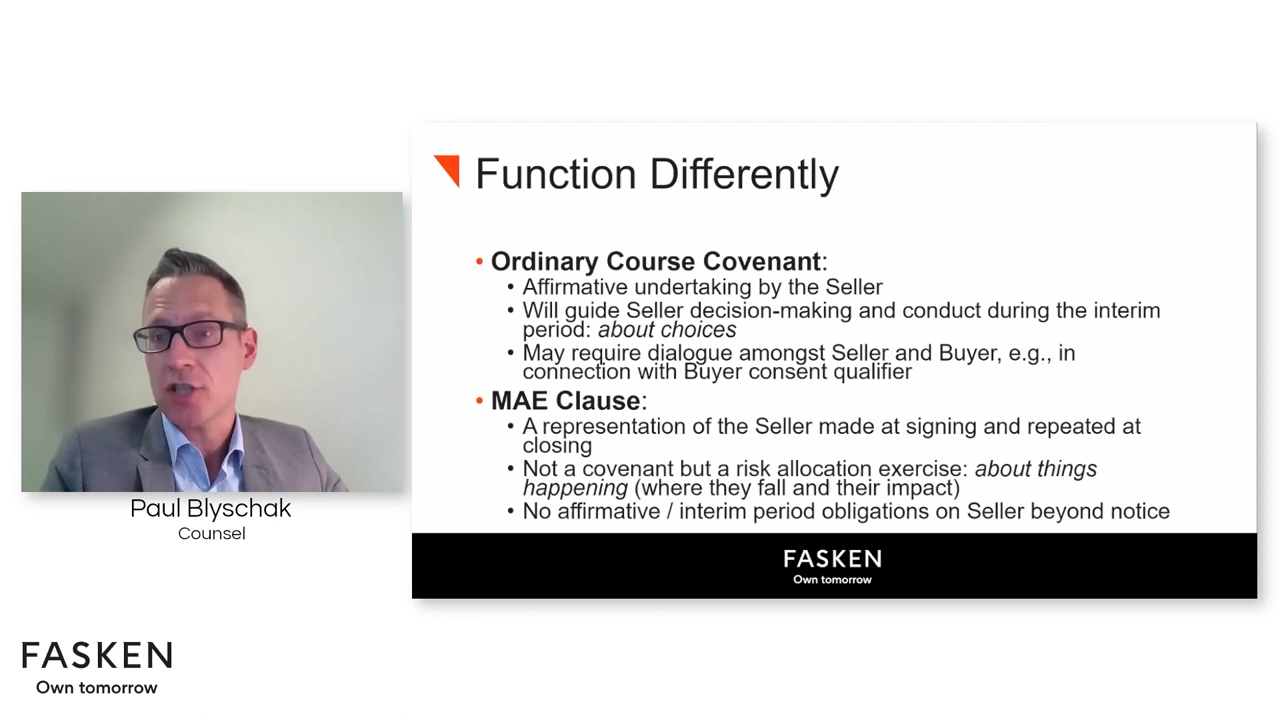 Function Differently
• Ordinary Course Covenant:
• Affirmative undertaking by the Seller
• Will guide Seller decision-making and conduct during the interim
period: about choices
• May require dialogue amongst Seller and Buyer, e.g., in
connection with Buyer consent qualifier
• MAE Clause:
• A representation of the Seller made at signing and repeated at
closing
• Not a covenant but a risk allocation exercise: about things
happening (where they fall and their impact)
• No affirmative / interim period obligations on Seller beyond notice
FASKEN
Own tomorrow
Paul Blyschak
Counsel
FASKEN
Own tomorrow